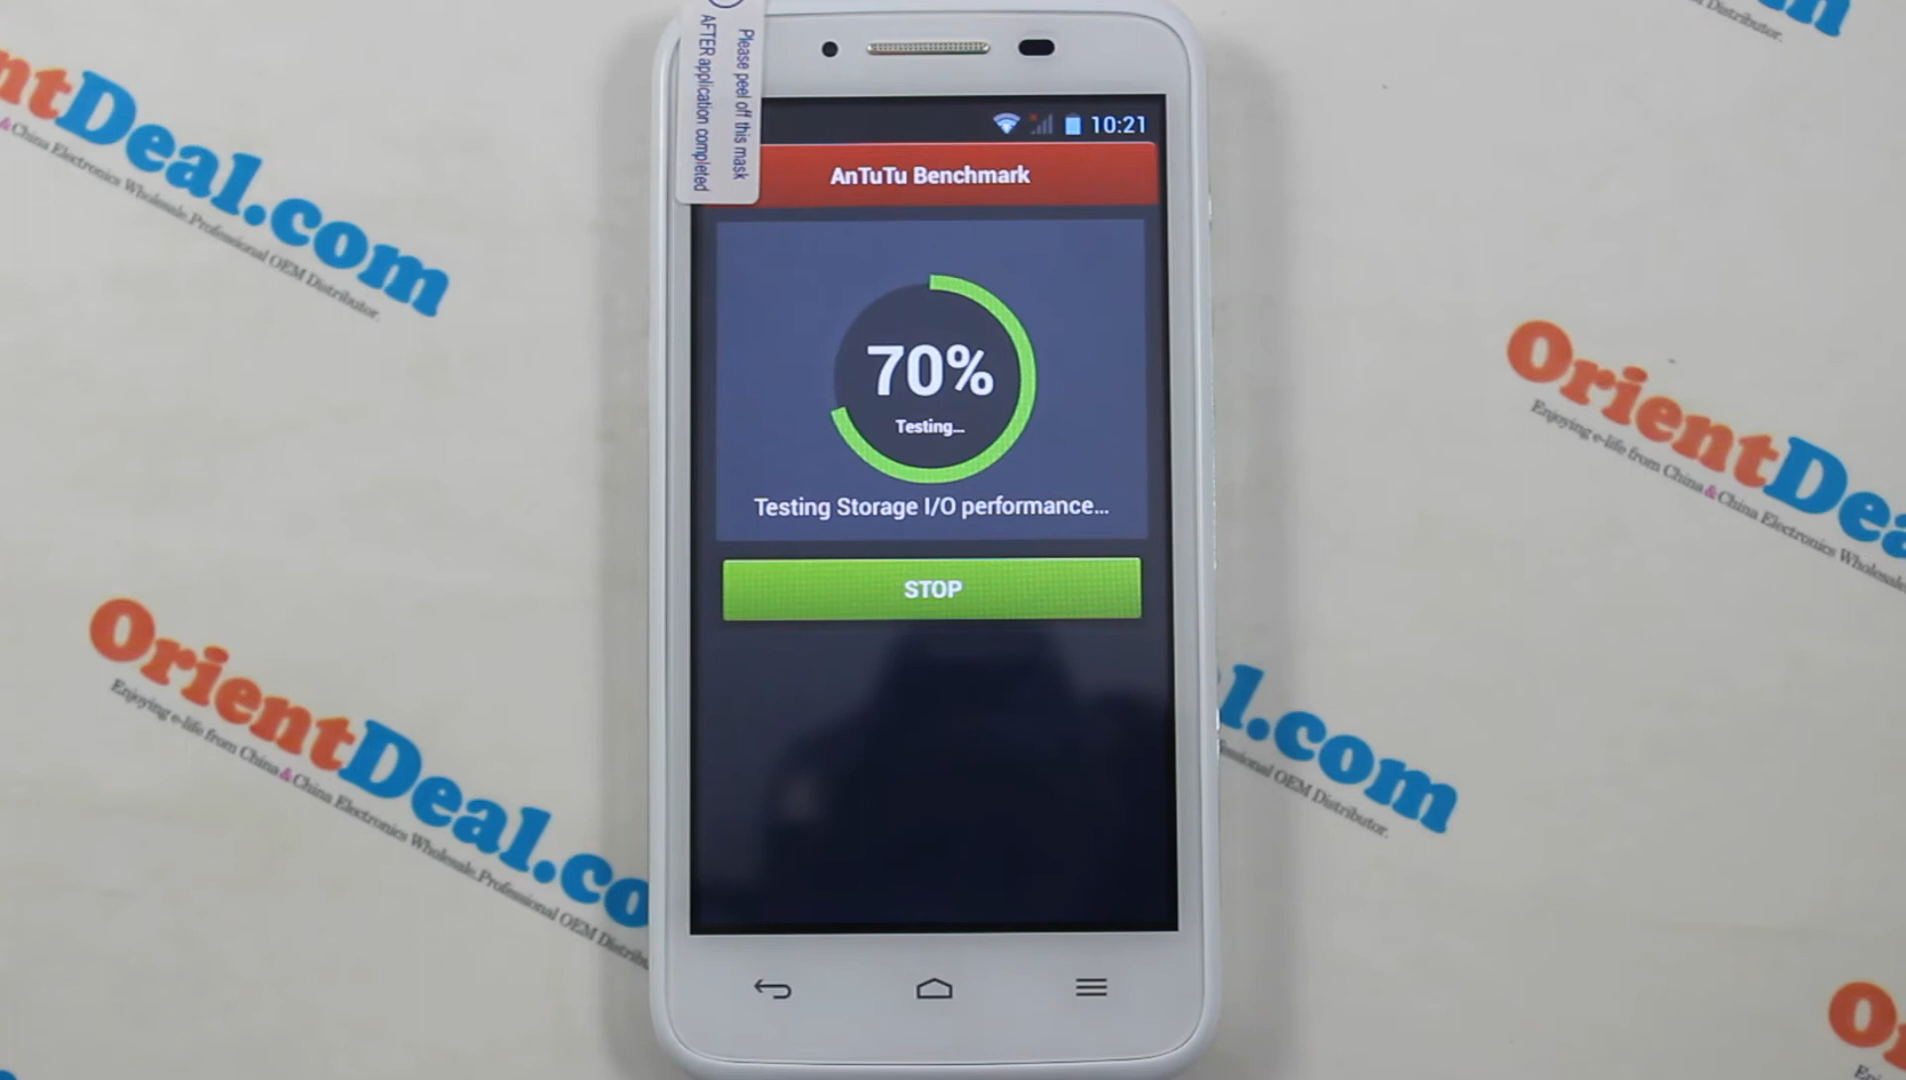 Please peel off this mask
AFTER application completed
10:21
AnTuTu Benchmark
70%
Testing...
Testing Storage I/O performance...
STOP
entDeal.com
&China Electronics Wholesale.Professional OEM Distributor.
Distributor.
OrientDea
Enjoying e-life from China&China Electronics Wholesale
OrientDeal.co
Enjoying e-life from China&China Electronics Wholesale.Professional OEM Distrib
l.com
essional OEM Distributor.
O